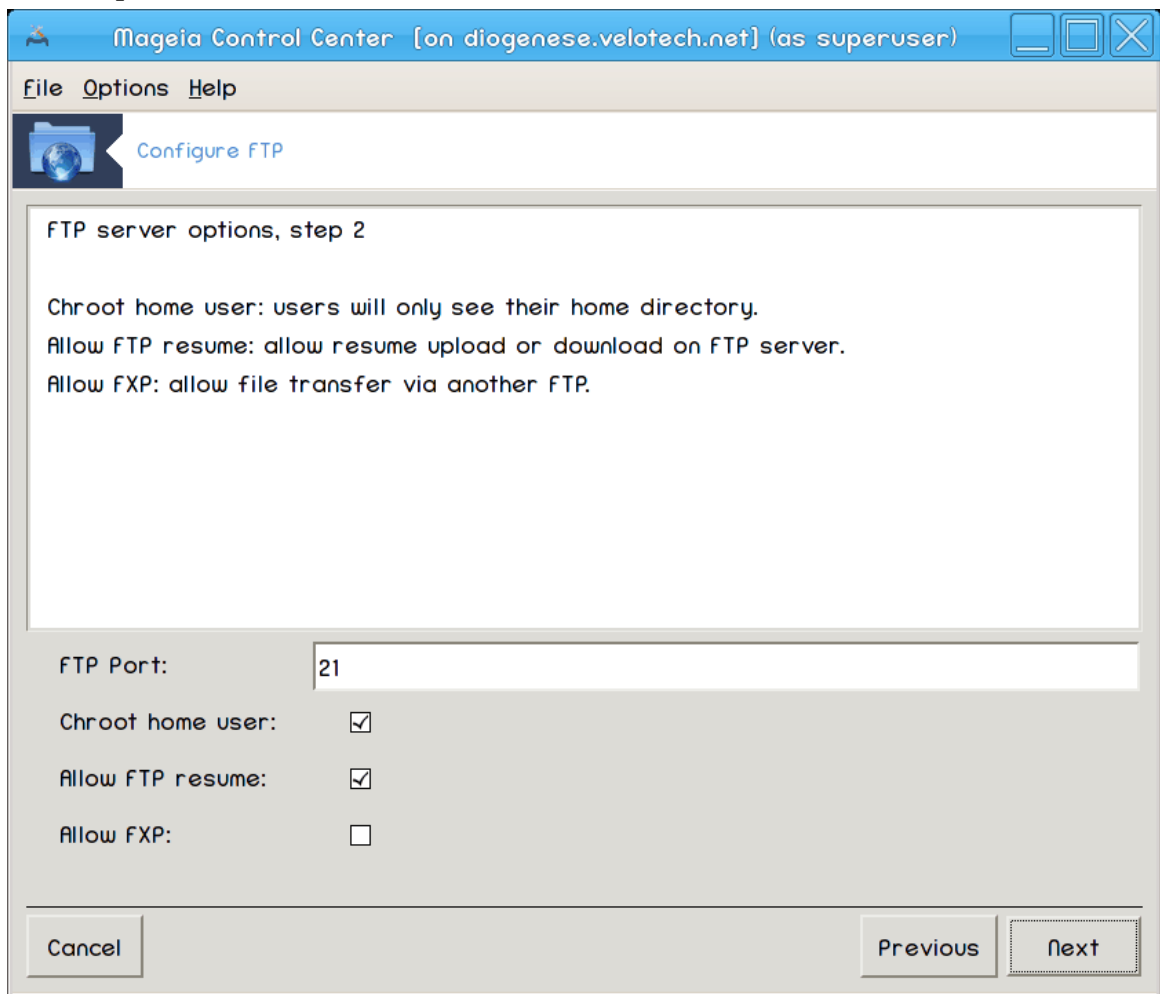 Mageia Control Center [on diogenese.velotech.net] (as superuser)
File Options Help
Configure FTP
FTP server options, step 2
Chroot home user: users will only see their home directory.
Allow FTP resume: allow resume upload or download on FTP server.
Allow FXP: allow file transfer via another FTP.
FTP Port: 21
Chroot home user:
Allow FTP resume:
Allow FXP:
Cancel Previous Next